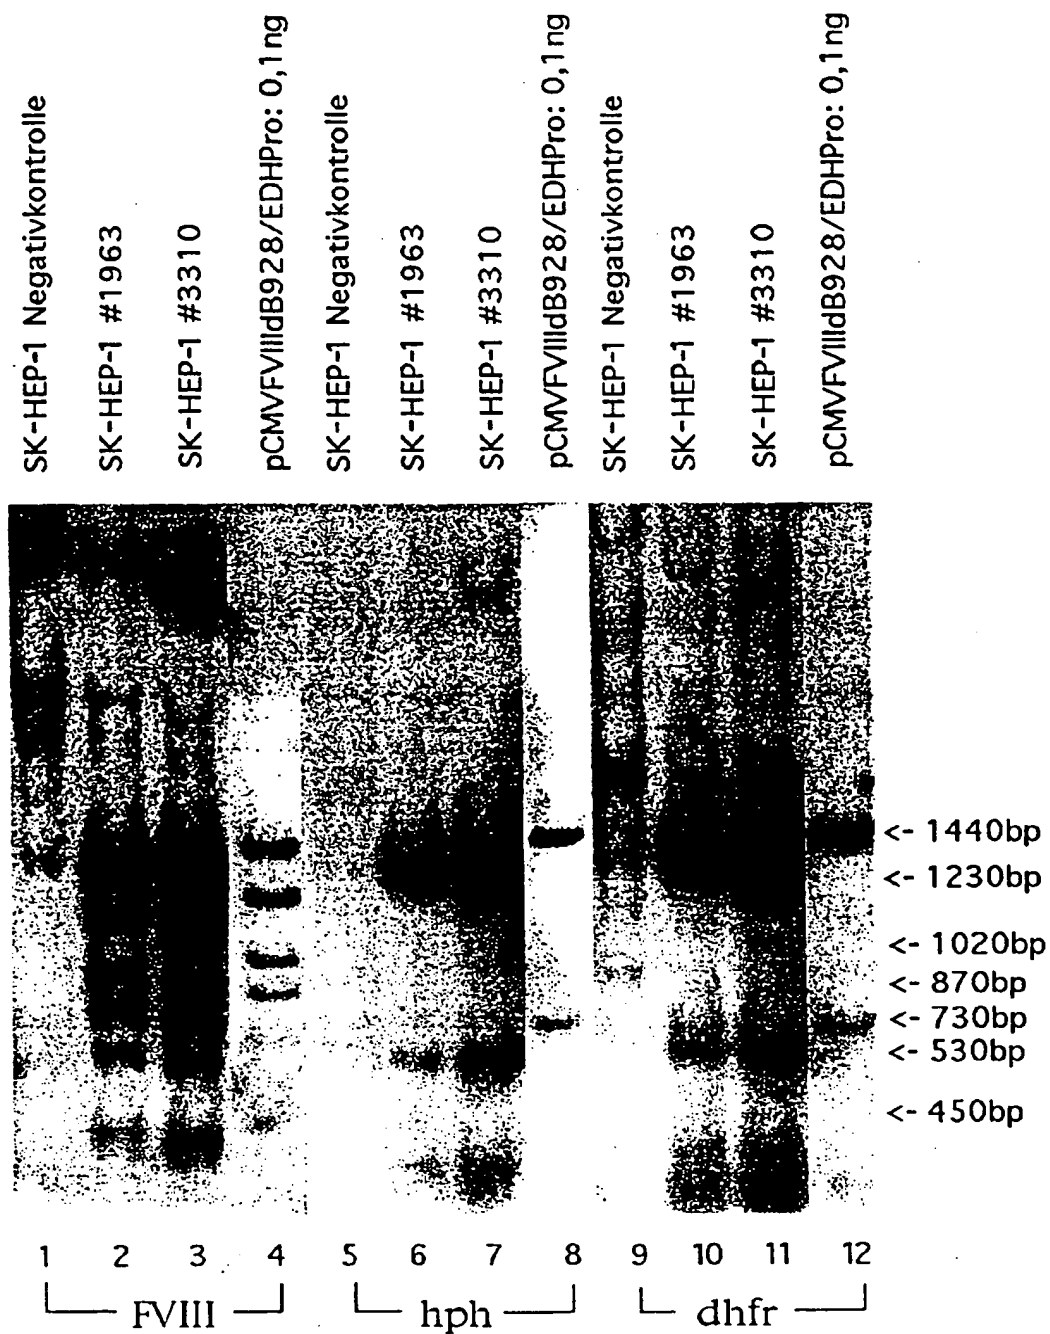 SK-HEP-1 Negativkontrolle
SK-HEP-1 #1963
SK-HEP-1 #3310
pCMVFVIIIdB928/EDHPro: 0,1ng
SK-HEP-1 Negativkontrolle
SK-HEP-1 #1963
SK-HEP-1 #3310
pCMVFVIIIdB928/EDHPro: 0,1ng
SK-HEP-1 Negativkontrolle
SK-HEP-1 #1963
SK-HEP-1 #3310
pCMVFVIIIdB928/EDHPro: 0,1ng
<- 1440bp
<- 1230bp
<- 1020bp
<- 870bp
<- 730bp
<- 530bp
<- 450bp
1 2 3 4 5 6 7 8 9 10 11 12
FVIII hph dhfr